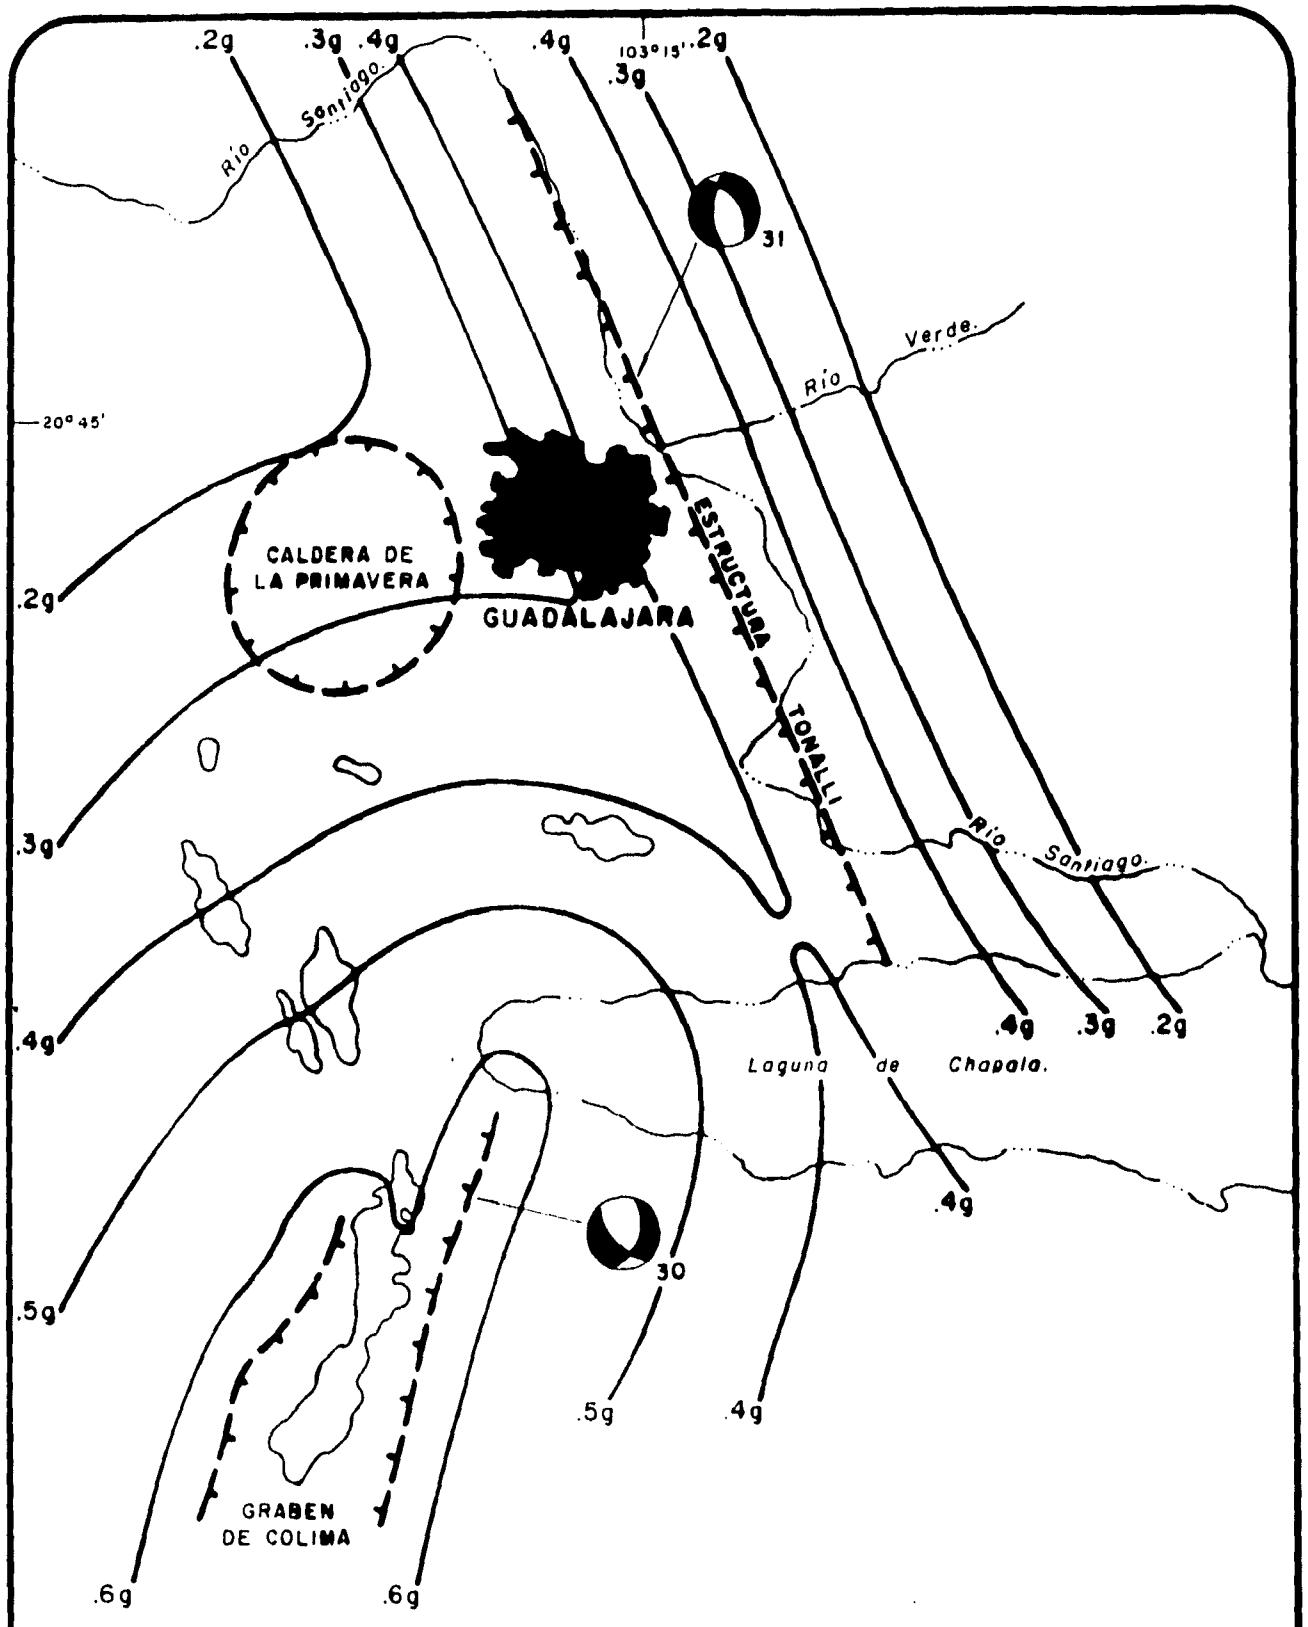 .2g
.3g
.4g
.4g
103°15'
.2g
.3g
Río Santiago.
31
Río Verde.
20°45'
CALDERA DE
LA PRIMAVERA
.2g
GUADALAJARA
ESTRUCTURA TONALLI
.3g
Río Santiago.
.4g
.4g
.3g
.2g
Laguna de Chapala.
.4g
30
.5g
.5g
.4g
GRABEN
DE COLIMA
.6g
.6g